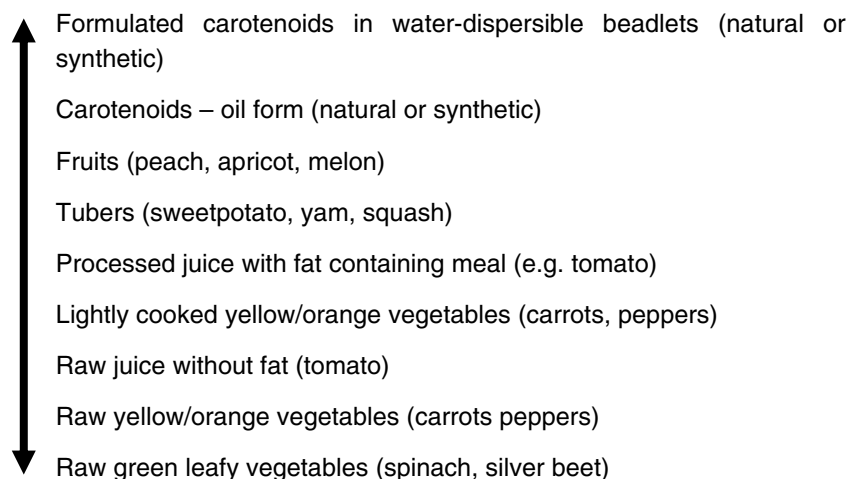 Formulated carotenoids in water-dispersible beadlets (natural or
synthetic)
Carotenoids – oil form (natural or synthetic)
Fruits (peach, apricot, melon)
Tubers (sweetpotato, yam, squash)
Processed juice with fat containing meal (e.g. tomato)
Lightly cooked yellow/orange vegetables (carrots, peppers)
Raw juice without fat (tomato)
Raw yellow/orange vegetables (carrots peppers)
Raw green leafy vegetables (spinach, silver beet)